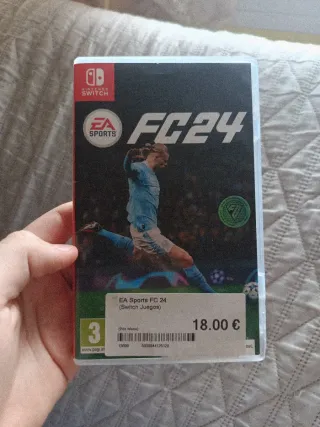 NINTENDO
SWITCH
EA
SPORTS
FC24
EA Sports FC 24
(Switch Juegos)
18.00 €
3